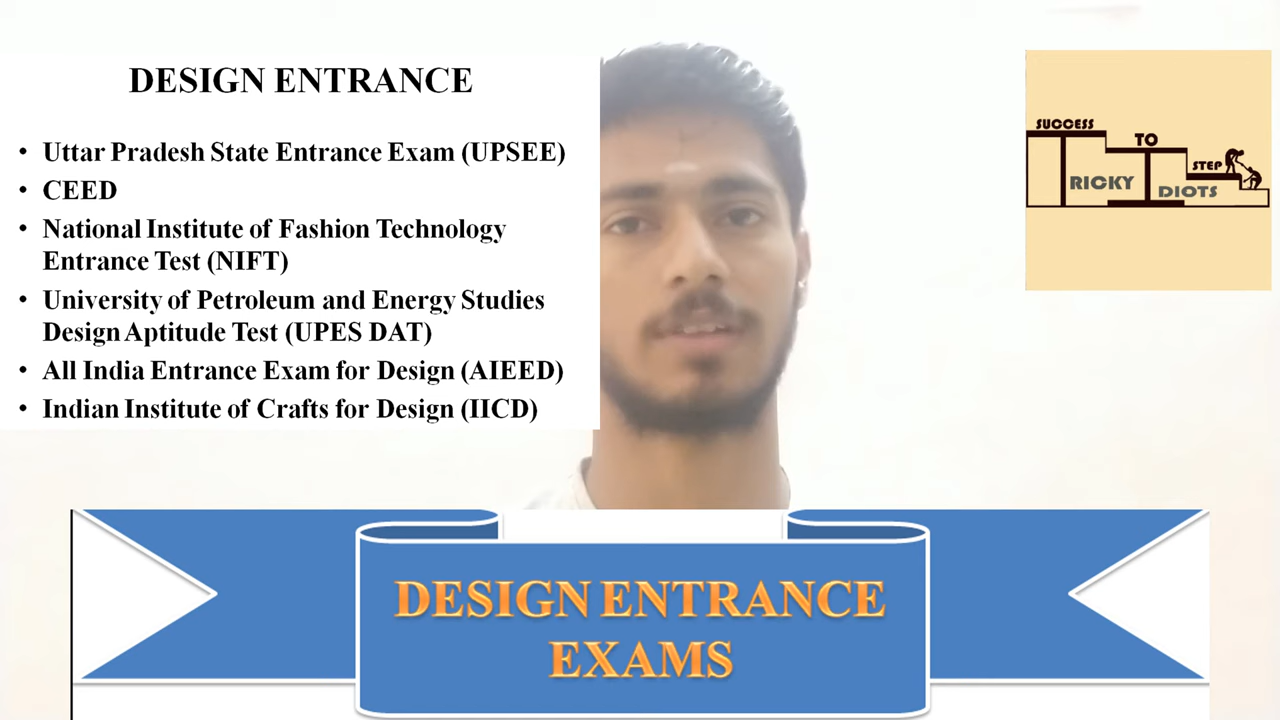 DESIGN ENTRANCE
• Uttar Pradesh State Entrance Exam (UPSEE)
• CEED
• National Institute of Fashion Technology
Entrance Test (NIFT)
• University of Petroleum and Energy Studies
Design Aptitude Test (UPES DAT)
• All India Entrance Exam for Design (AIEED)
• Indian Institute of Crafts for Design (IICD)
SUCCESS
TO
STEP
RICKY
DIOTS
DESIGN ENTRANCE
EXAMS